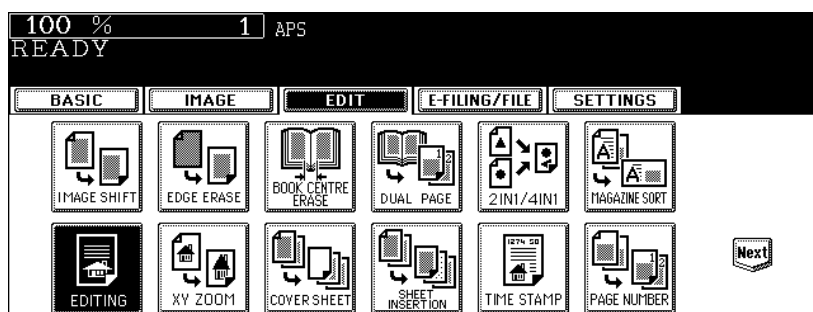 100 % 1 APS
READY
BASIC IMAGE EDIT E-FILING/FILE SETTINGS
IMAGE SHIFT EDGE ERASE BOOK CENTRE ERASE DUAL PAGE 2IN1/4IN1 MAGAZINE SORT
EDITING XY ZOOM COVER SHEET SHEET INSERTION TIME STAMP PAGE NUMBER Next